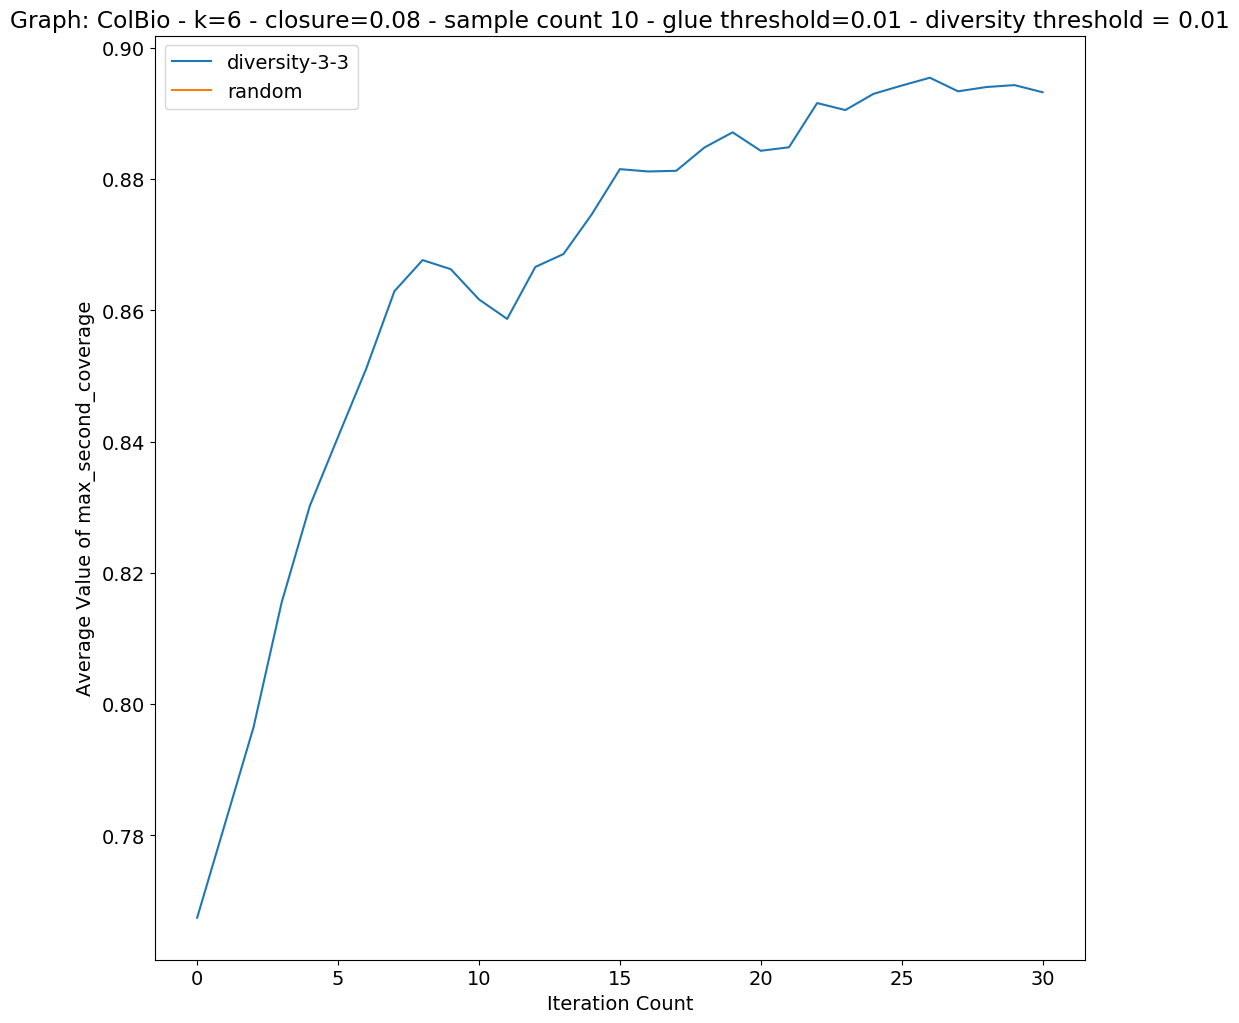 Graph: ColBio - k=6 - closure=0.08 - sample count 10 - glue threshold=0.01 - diversity threshold = 0.01
diversity-3-3
random
0.90
0.88
0.86
0.84
0.82
0.80
0.78
Average Value of max_second_coverage
0
5
10
15
20
25
30
Iteration Count